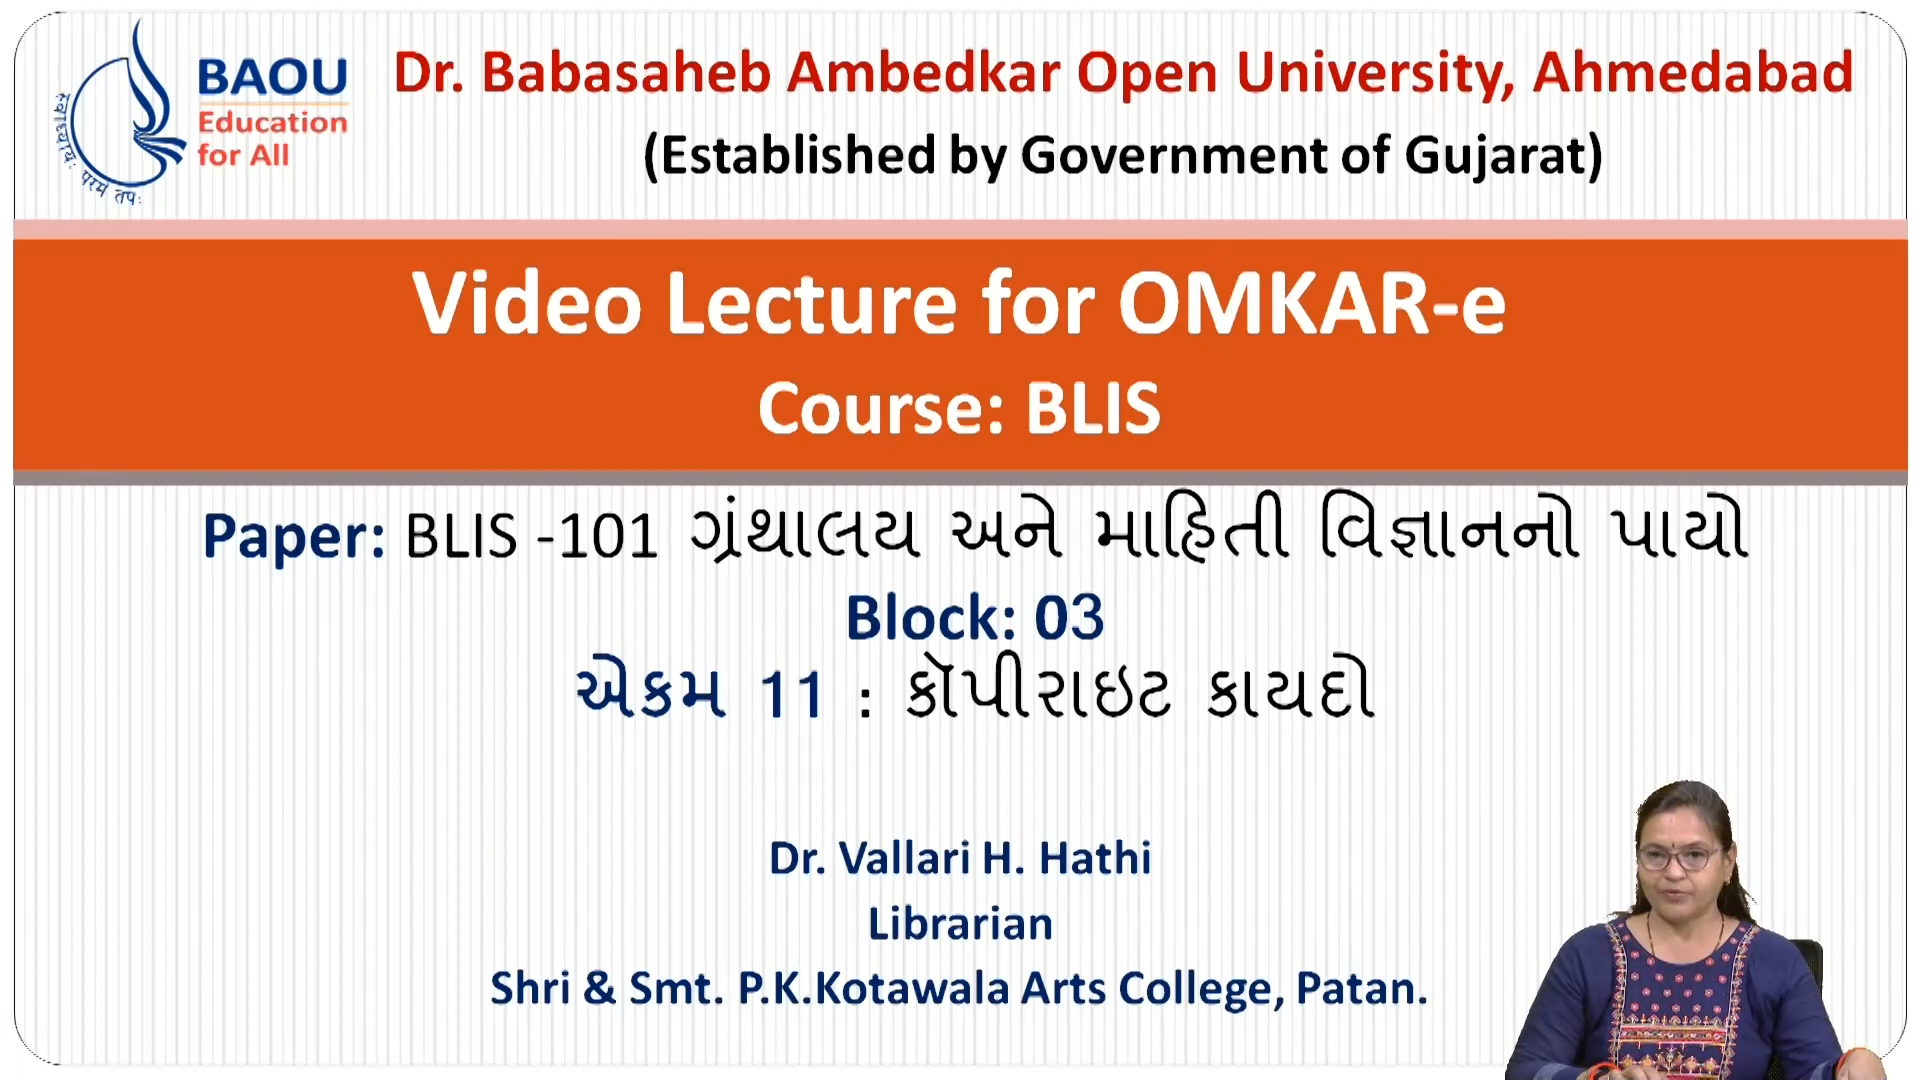 BAOU
Education
for All
स्वाध्यायः परमं तपः
Dr. Babasaheb Ambedkar Open University, Ahmedabad
(Established by Government of Gujarat)
Video Lecture for OMKAR-e
Course: BLIS
Paper: BLIS -101 ગ્રંથાલય અને માહિતી વિજ્ઞાનનો પાયો
Block: 03
એકમ 11 : કૉપીરાઇટ કાયદો
Dr. Vallari H. Hathi
Librarian
Shri & Smt. P.K.Kotawala Arts College, Patan.